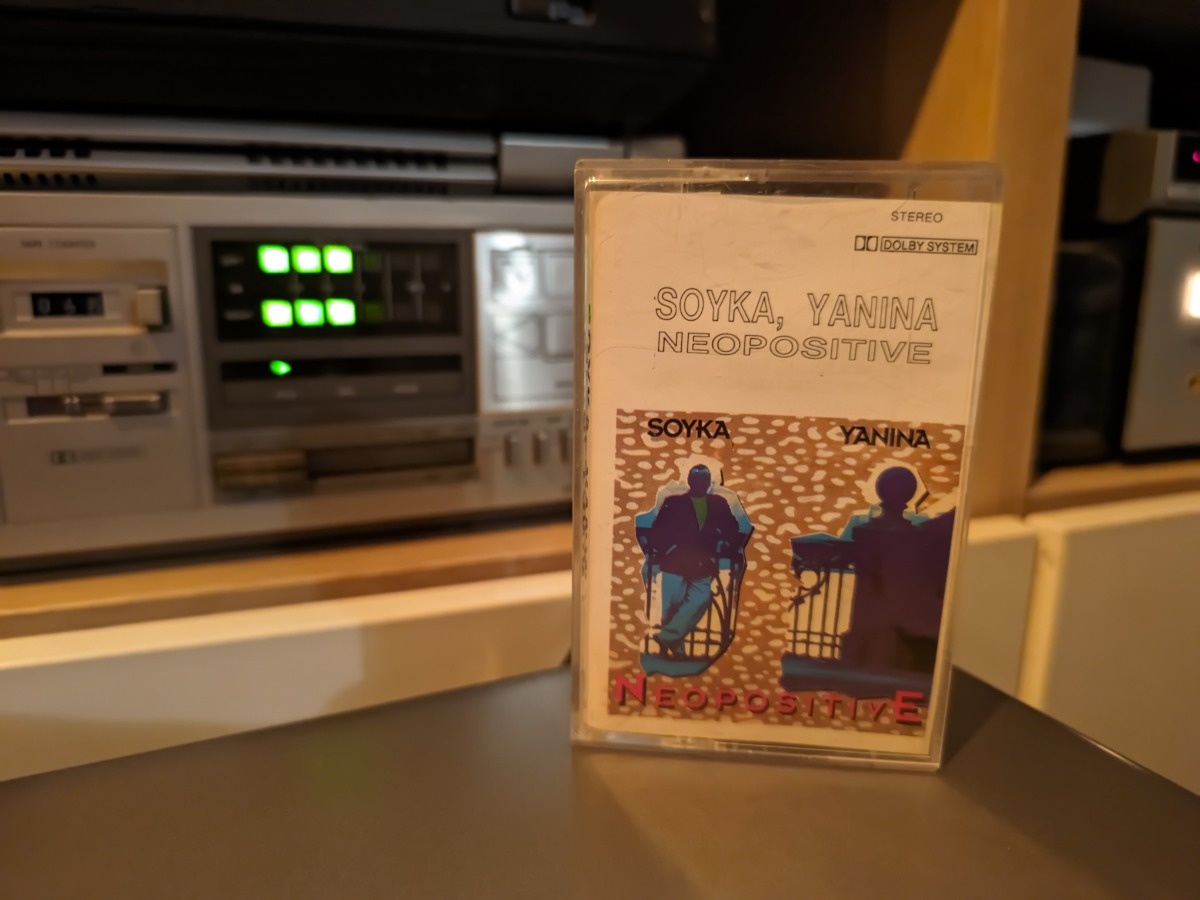 STEREO
DOLBY SYSTEM
SOYKA, YANINA
NEOPOSITIVE
SOYKA YANINA
NEOPOSITIVE